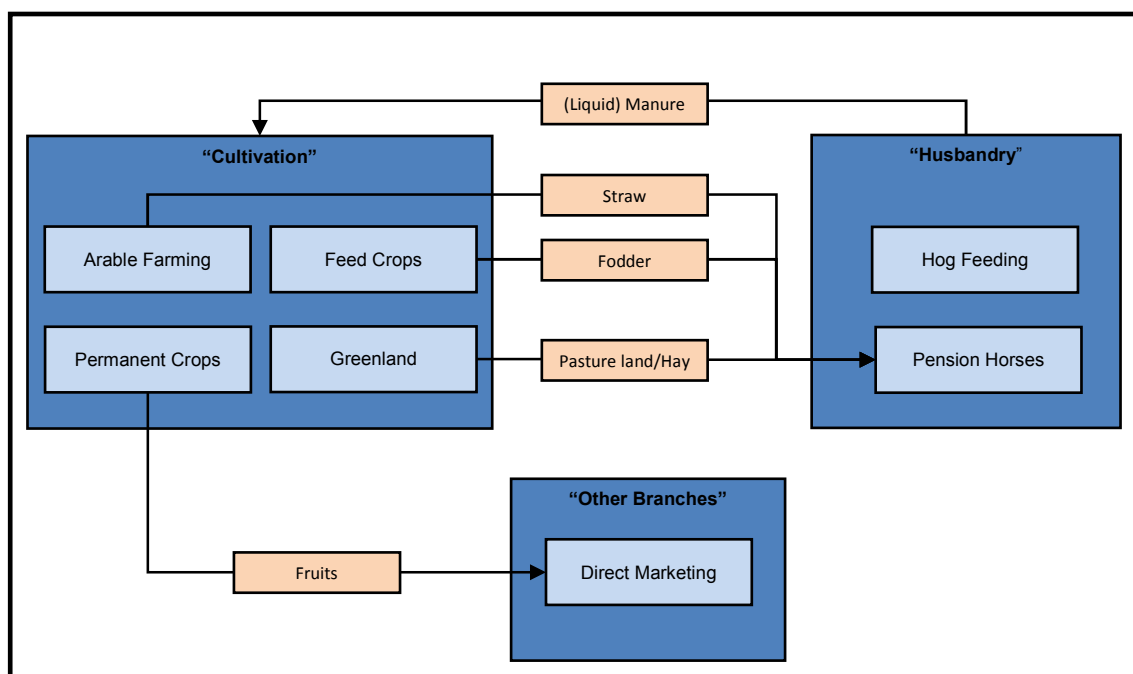 (Liquid) Manure
“Cultivation”
“Husbandry”
Straw
Arable Farming
Feed Crops
Fodder
Hog Feeding
Permanent Crops
Greenland
Pasture land/Hay
Pension Horses
“Other Branches”
Fruits
Direct Marketing